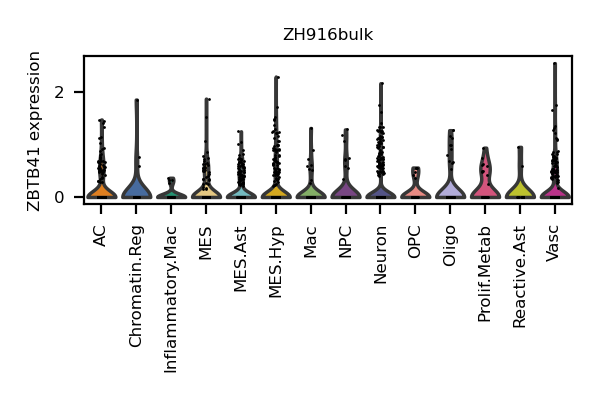 ZH916bulk
ZBTB41 expression
2
0
AC
Chromatin.Reg
Inflammatory.Mac
MES
MES.Ast
MES.Hyp
Mac
NPC
Neuron
OPC
Oligo
Prolif.Metab
Reactive.Ast
Vasc